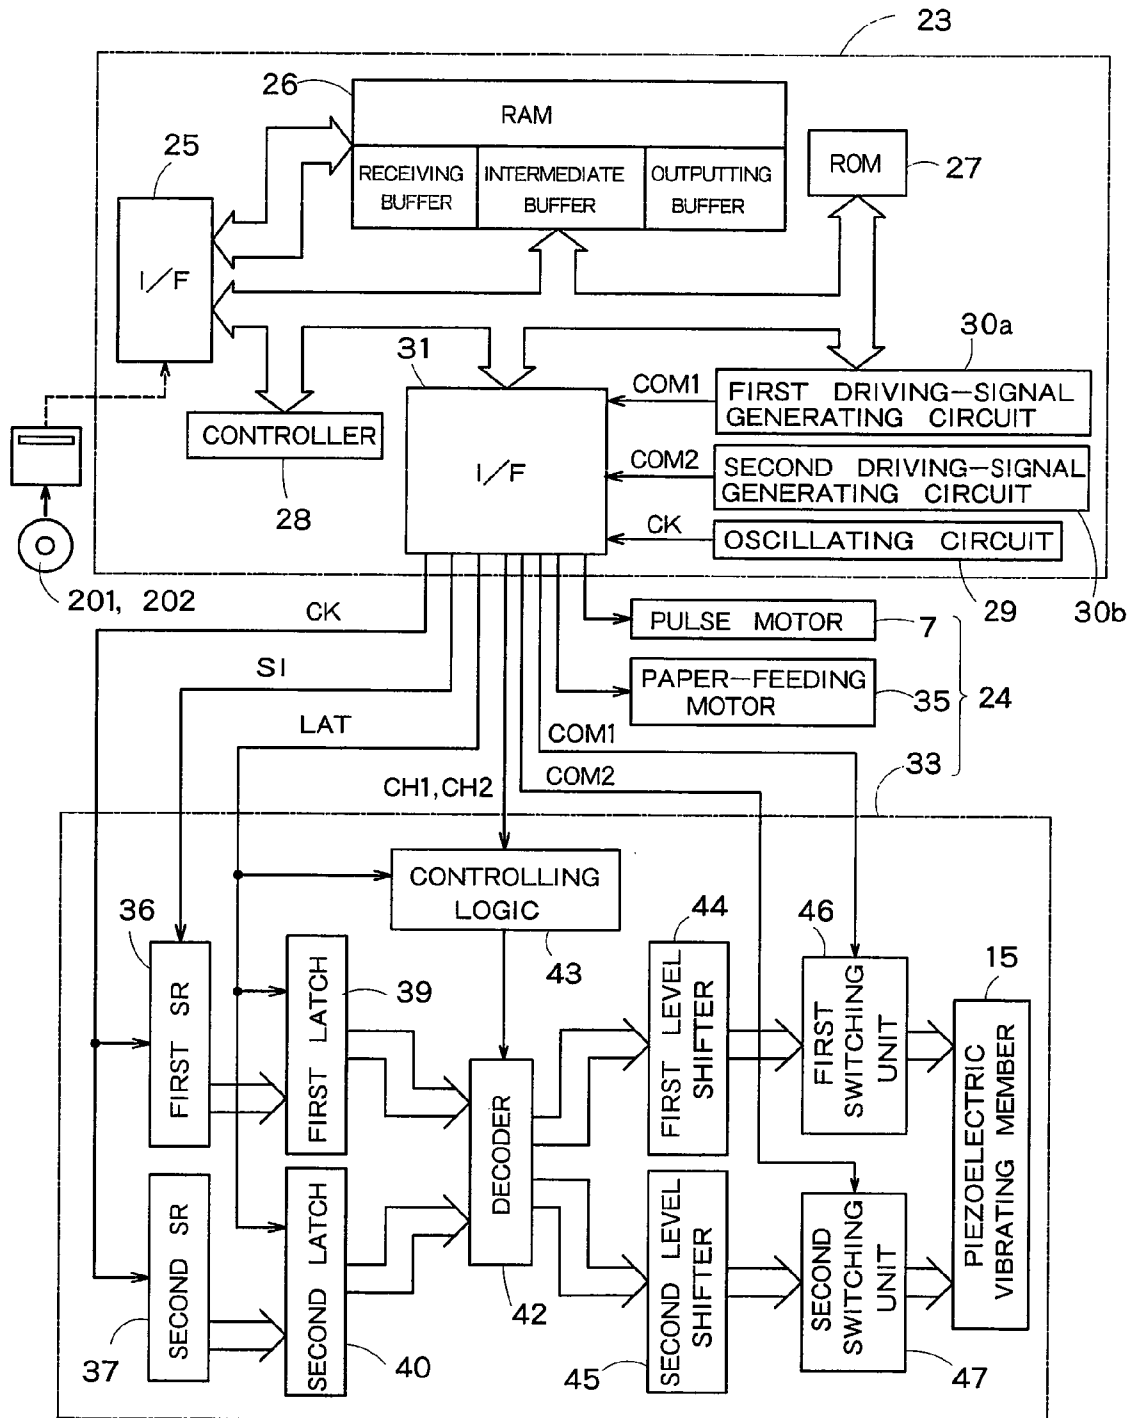 23
26
RAM
25
RECEIVING BUFFER
INTERMEDIATE BUFFER
OUTPUTTING BUFFER
ROM
27
I/F
31
30a
COM1
FIRST DRIVING-SIGNAL
GENERATING CIRCUIT
CONTROLLER
28
I/F
COM2
SECOND DRIVING-SIGNAL
GENERATING CIRCUIT
CK
OSCILLATING CIRCUIT
201, 202
29
30b
CK
PULSE MOTOR
7
SI
PAPER-FEEDING
MOTOR
35
24
LAT
COM1
33
CH1,CH2
COM2
CONTROLLING
LOGIC
43
36
FIRST SR
39
FIRST LATCH
44
FIRST LEVEL
SHIFTER
46
FIRST
SWITCHING
UNIT
15
PIEZOELECTRIC
VIBRATING MEMBER
DECODER
42
SECOND SR
37
SECOND LATCH
40
SECOND LEVEL
SHIFTER
45
SECOND
SWITCHING
UNIT
47